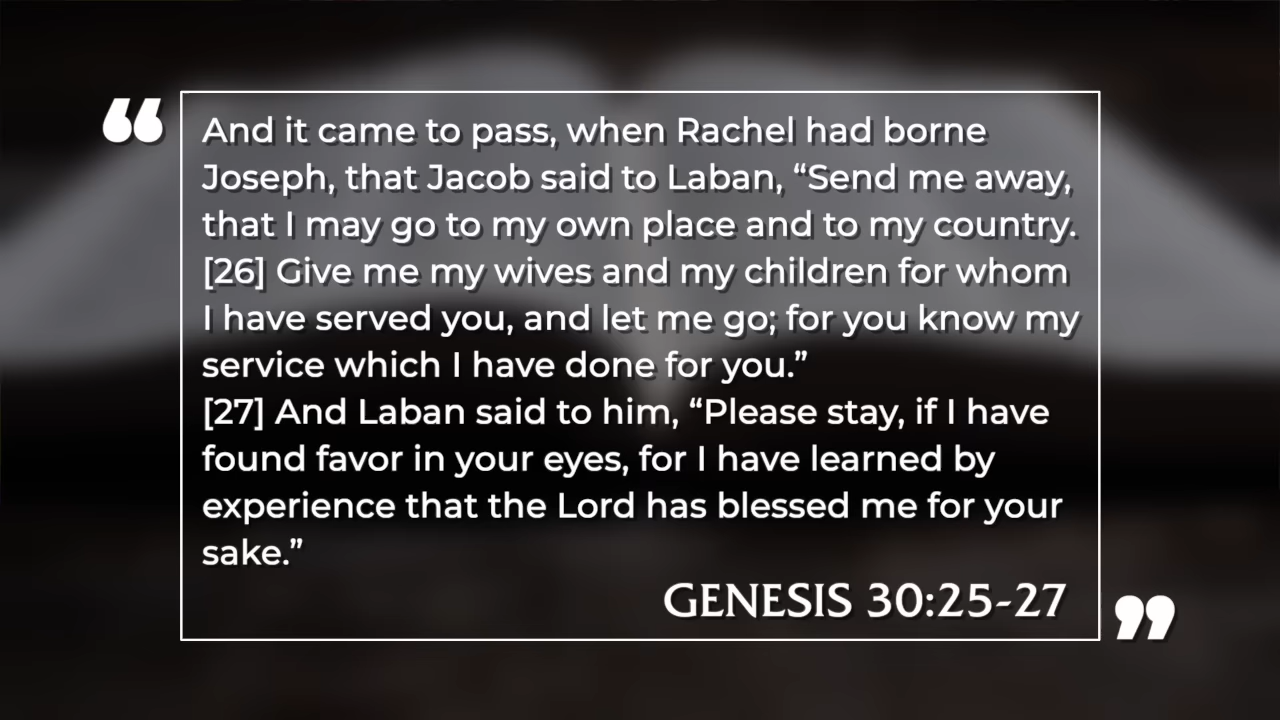 “
And it came to pass, when Rachel had borne
Joseph, that Jacob said to Laban, “Send me away,
that I may go to my own place and to my country.
[26] Give me my wives and my children for whom
I have served you, and let me go; for you know my
service which I have done for you.”
[27] And Laban said to him, “Please stay, if I have
found favor in your eyes, for I have learned by
experience that the Lord has blessed me for your
sake.”
GENESIS 30:25-27
”